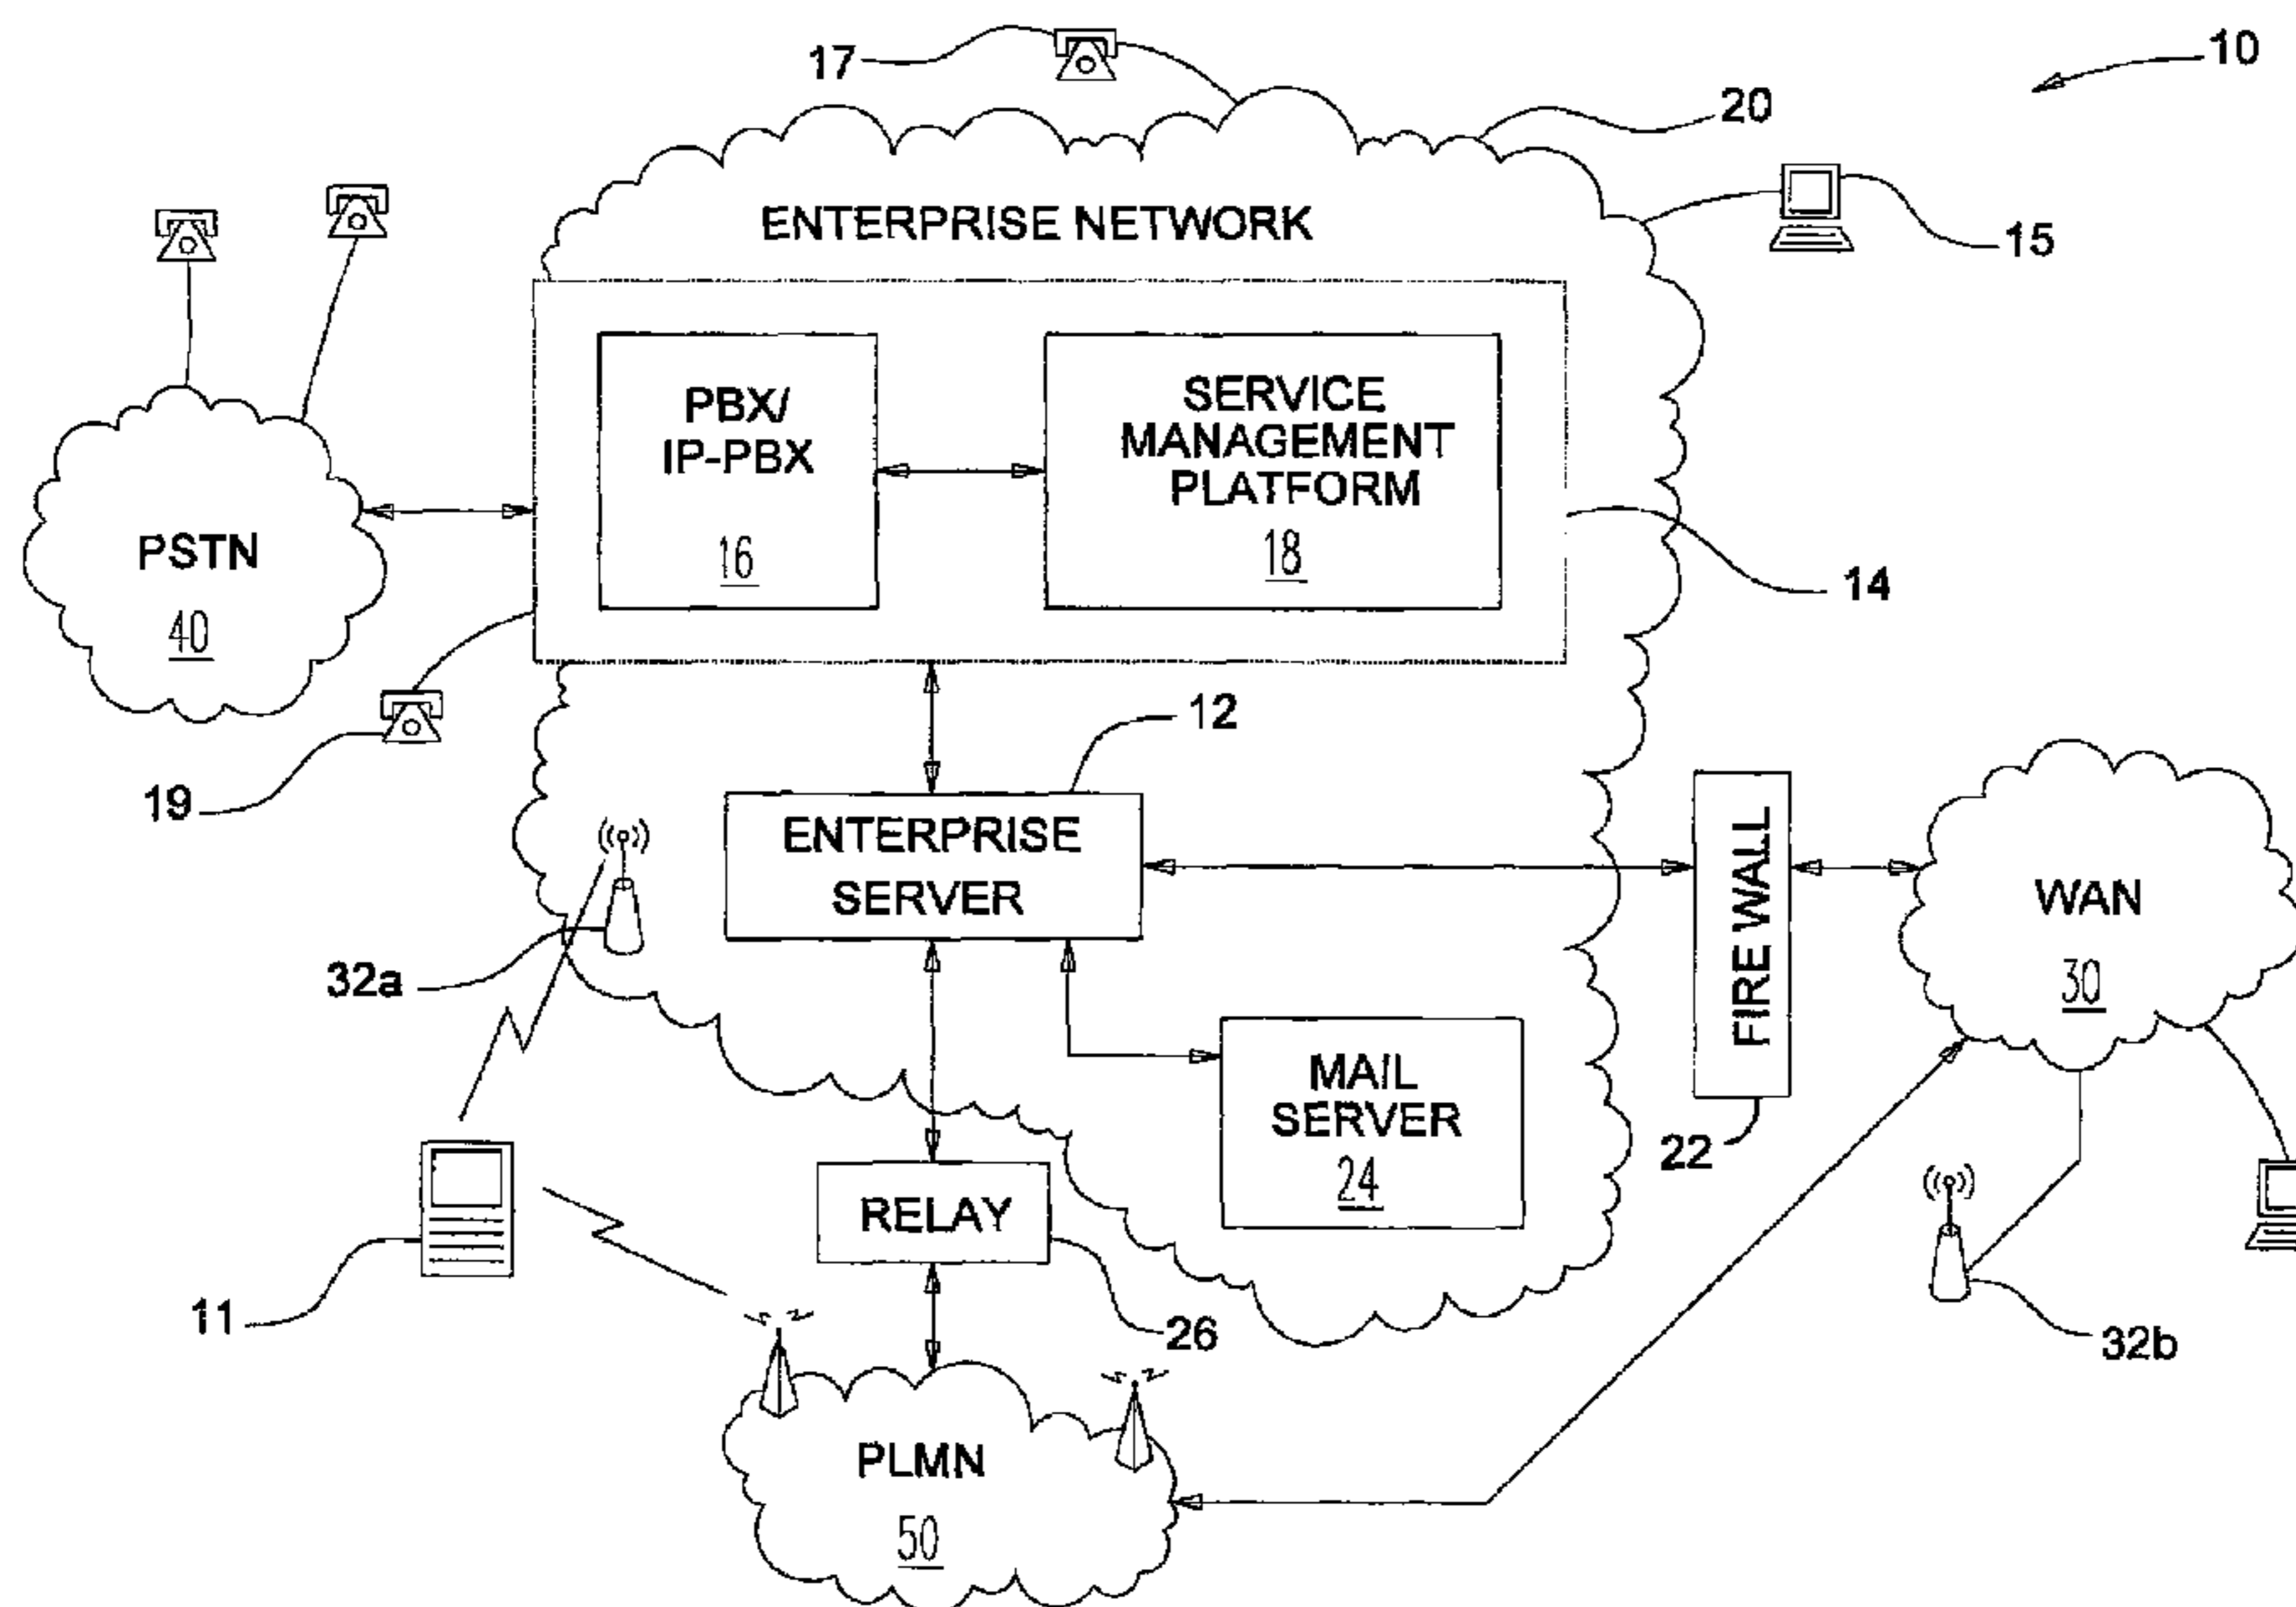 17
10
20
ENTERPRISE NETWORK
15
PBX/
IP-PBX
16
SERVICE
MANAGEMENT
PLATFORM
18
14
PSTN
40
19
12
ENTERPRISE
SERVER
32a
FIRE WALL
22
WAN
30
MAIL
SERVER
24
RELAY
26
11
32b
PLMN
50